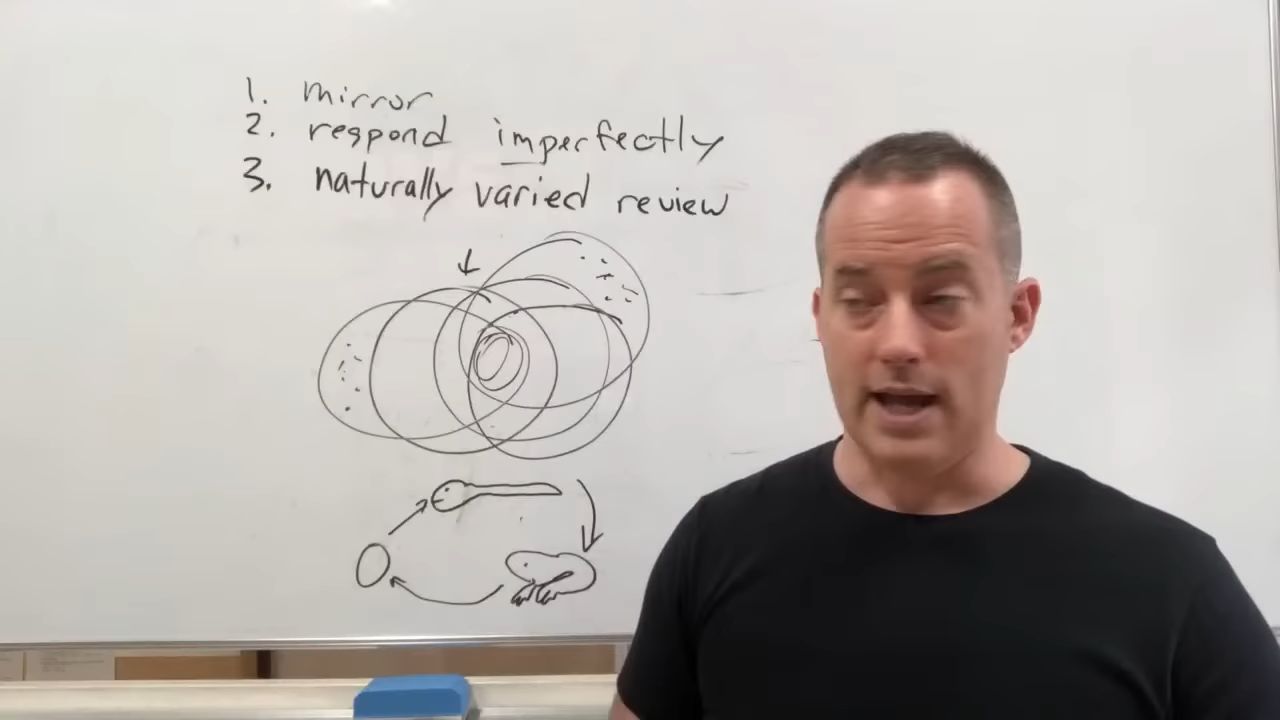 1. mirror
2. respond imperfectly
3. naturally varied review